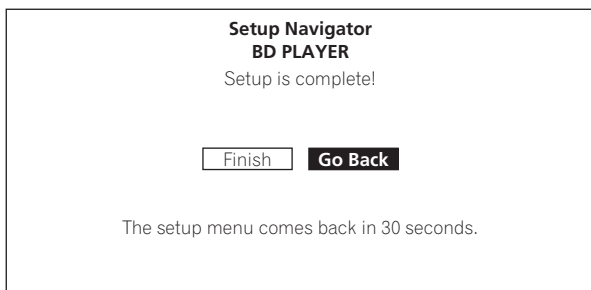 Setup Navigator
BD PLAYER
Setup is complete!
Finish Go Back
The setup menu comes back in 30 seconds.